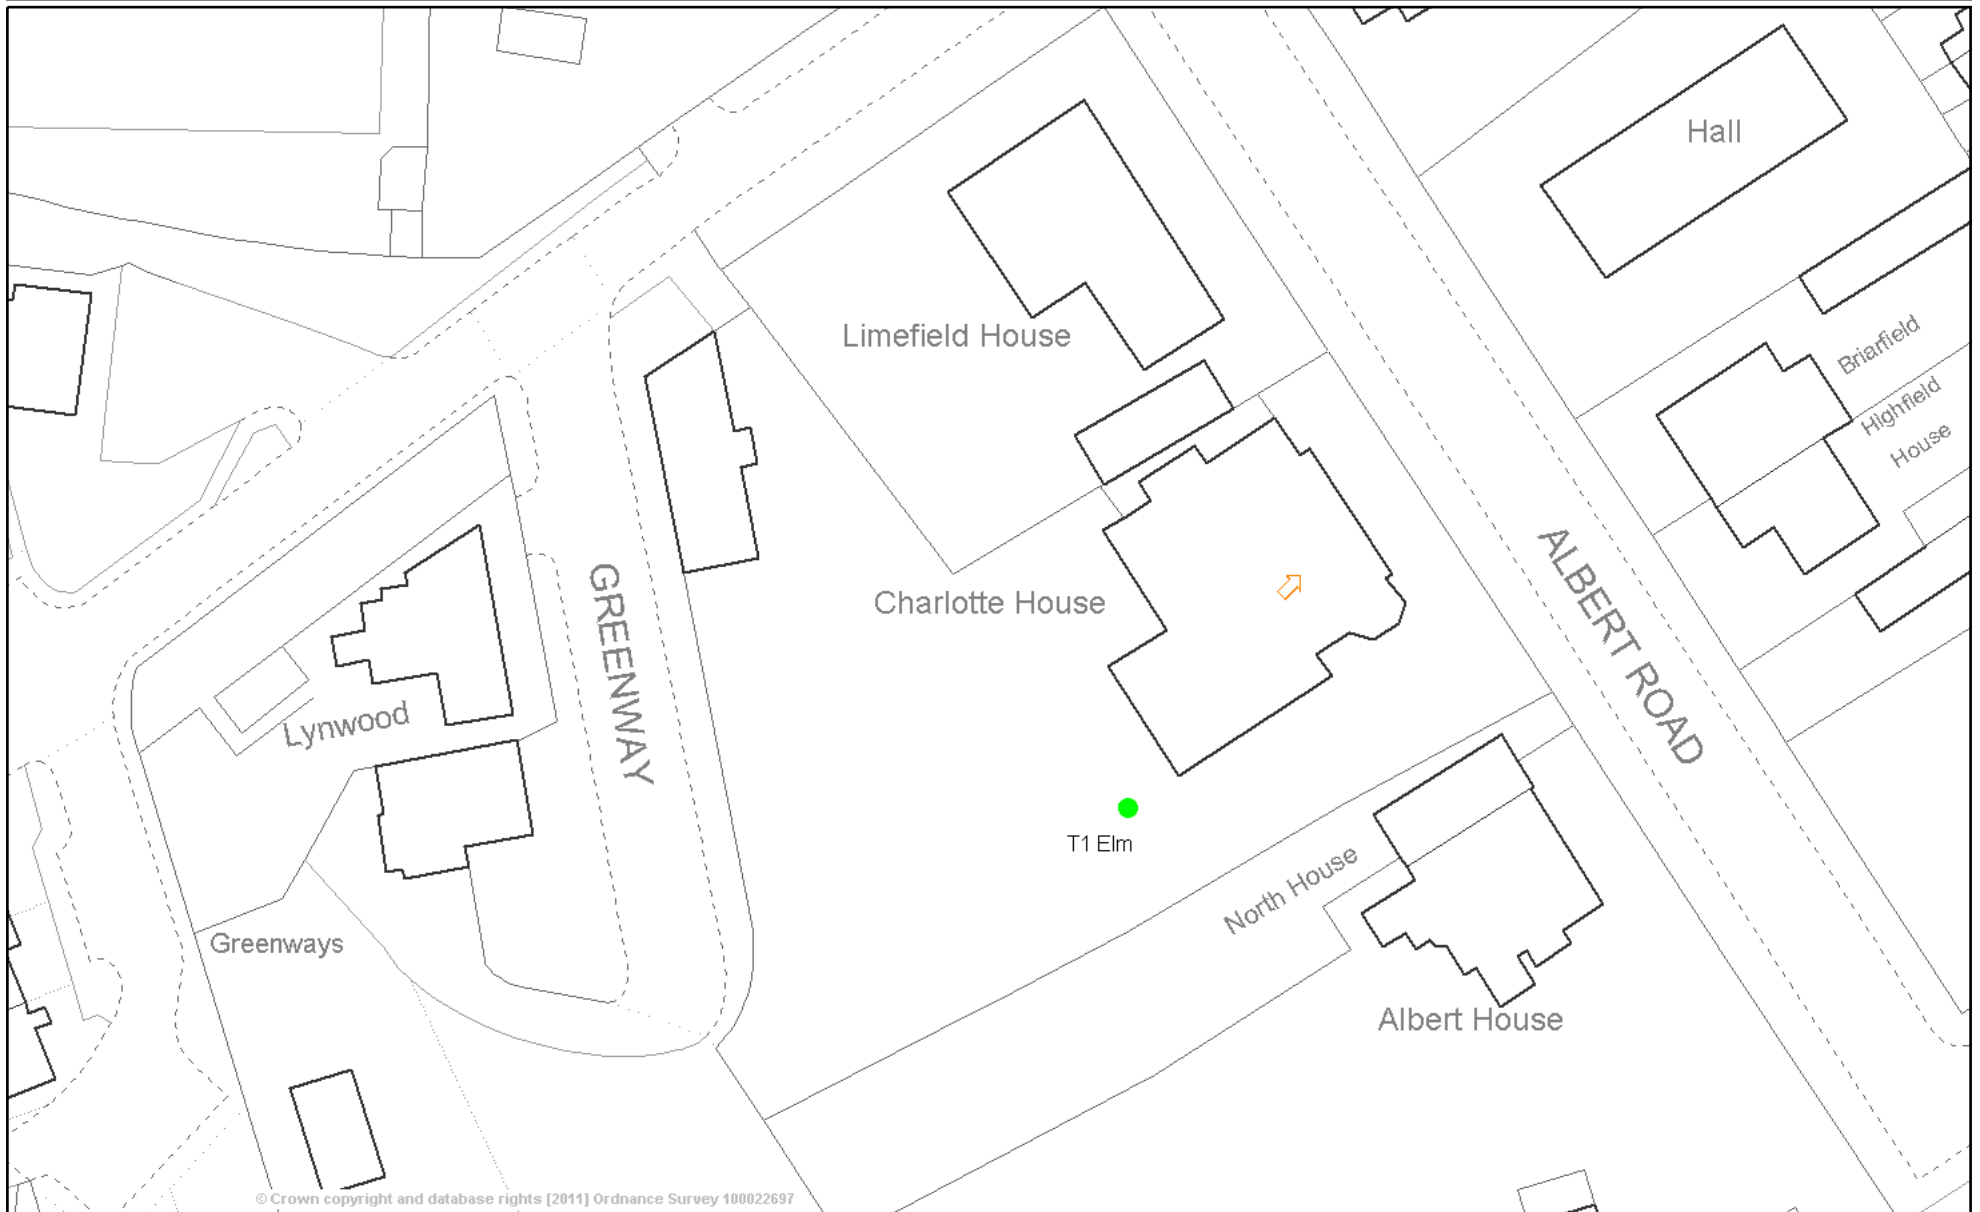 Hall
Limefield House
Briarfield
Highfield
House
Charlotte House
ALBERT ROAD
GREENWAY
Lynwood
T1 Elm
North House
Greenways
Albert House
© Crown copyright and database rights [2011] Ordnance Survey 100022697